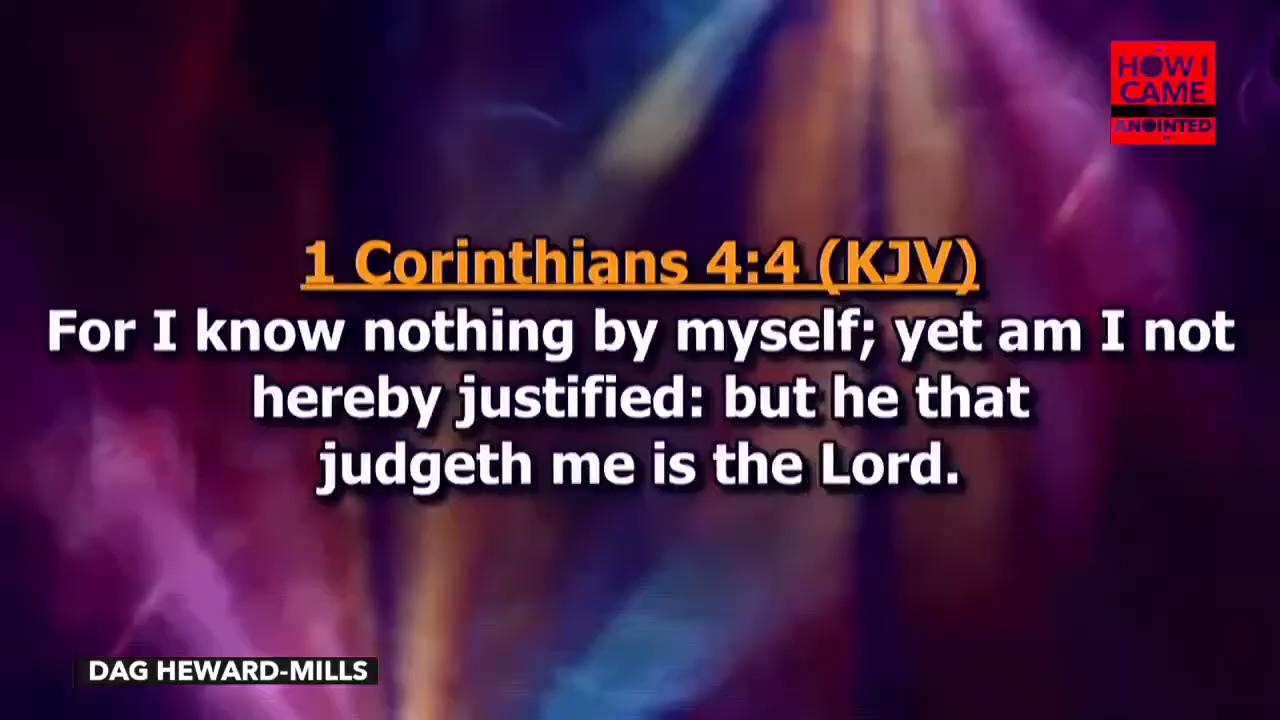 HOW I
CAME
ANOINTED
1 Corinthians 4:4 (KJV)
For I know nothing by myself; yet am I not
hereby justified: but he that
judgeth me is the Lord.
DAG HEWARD-MILLS